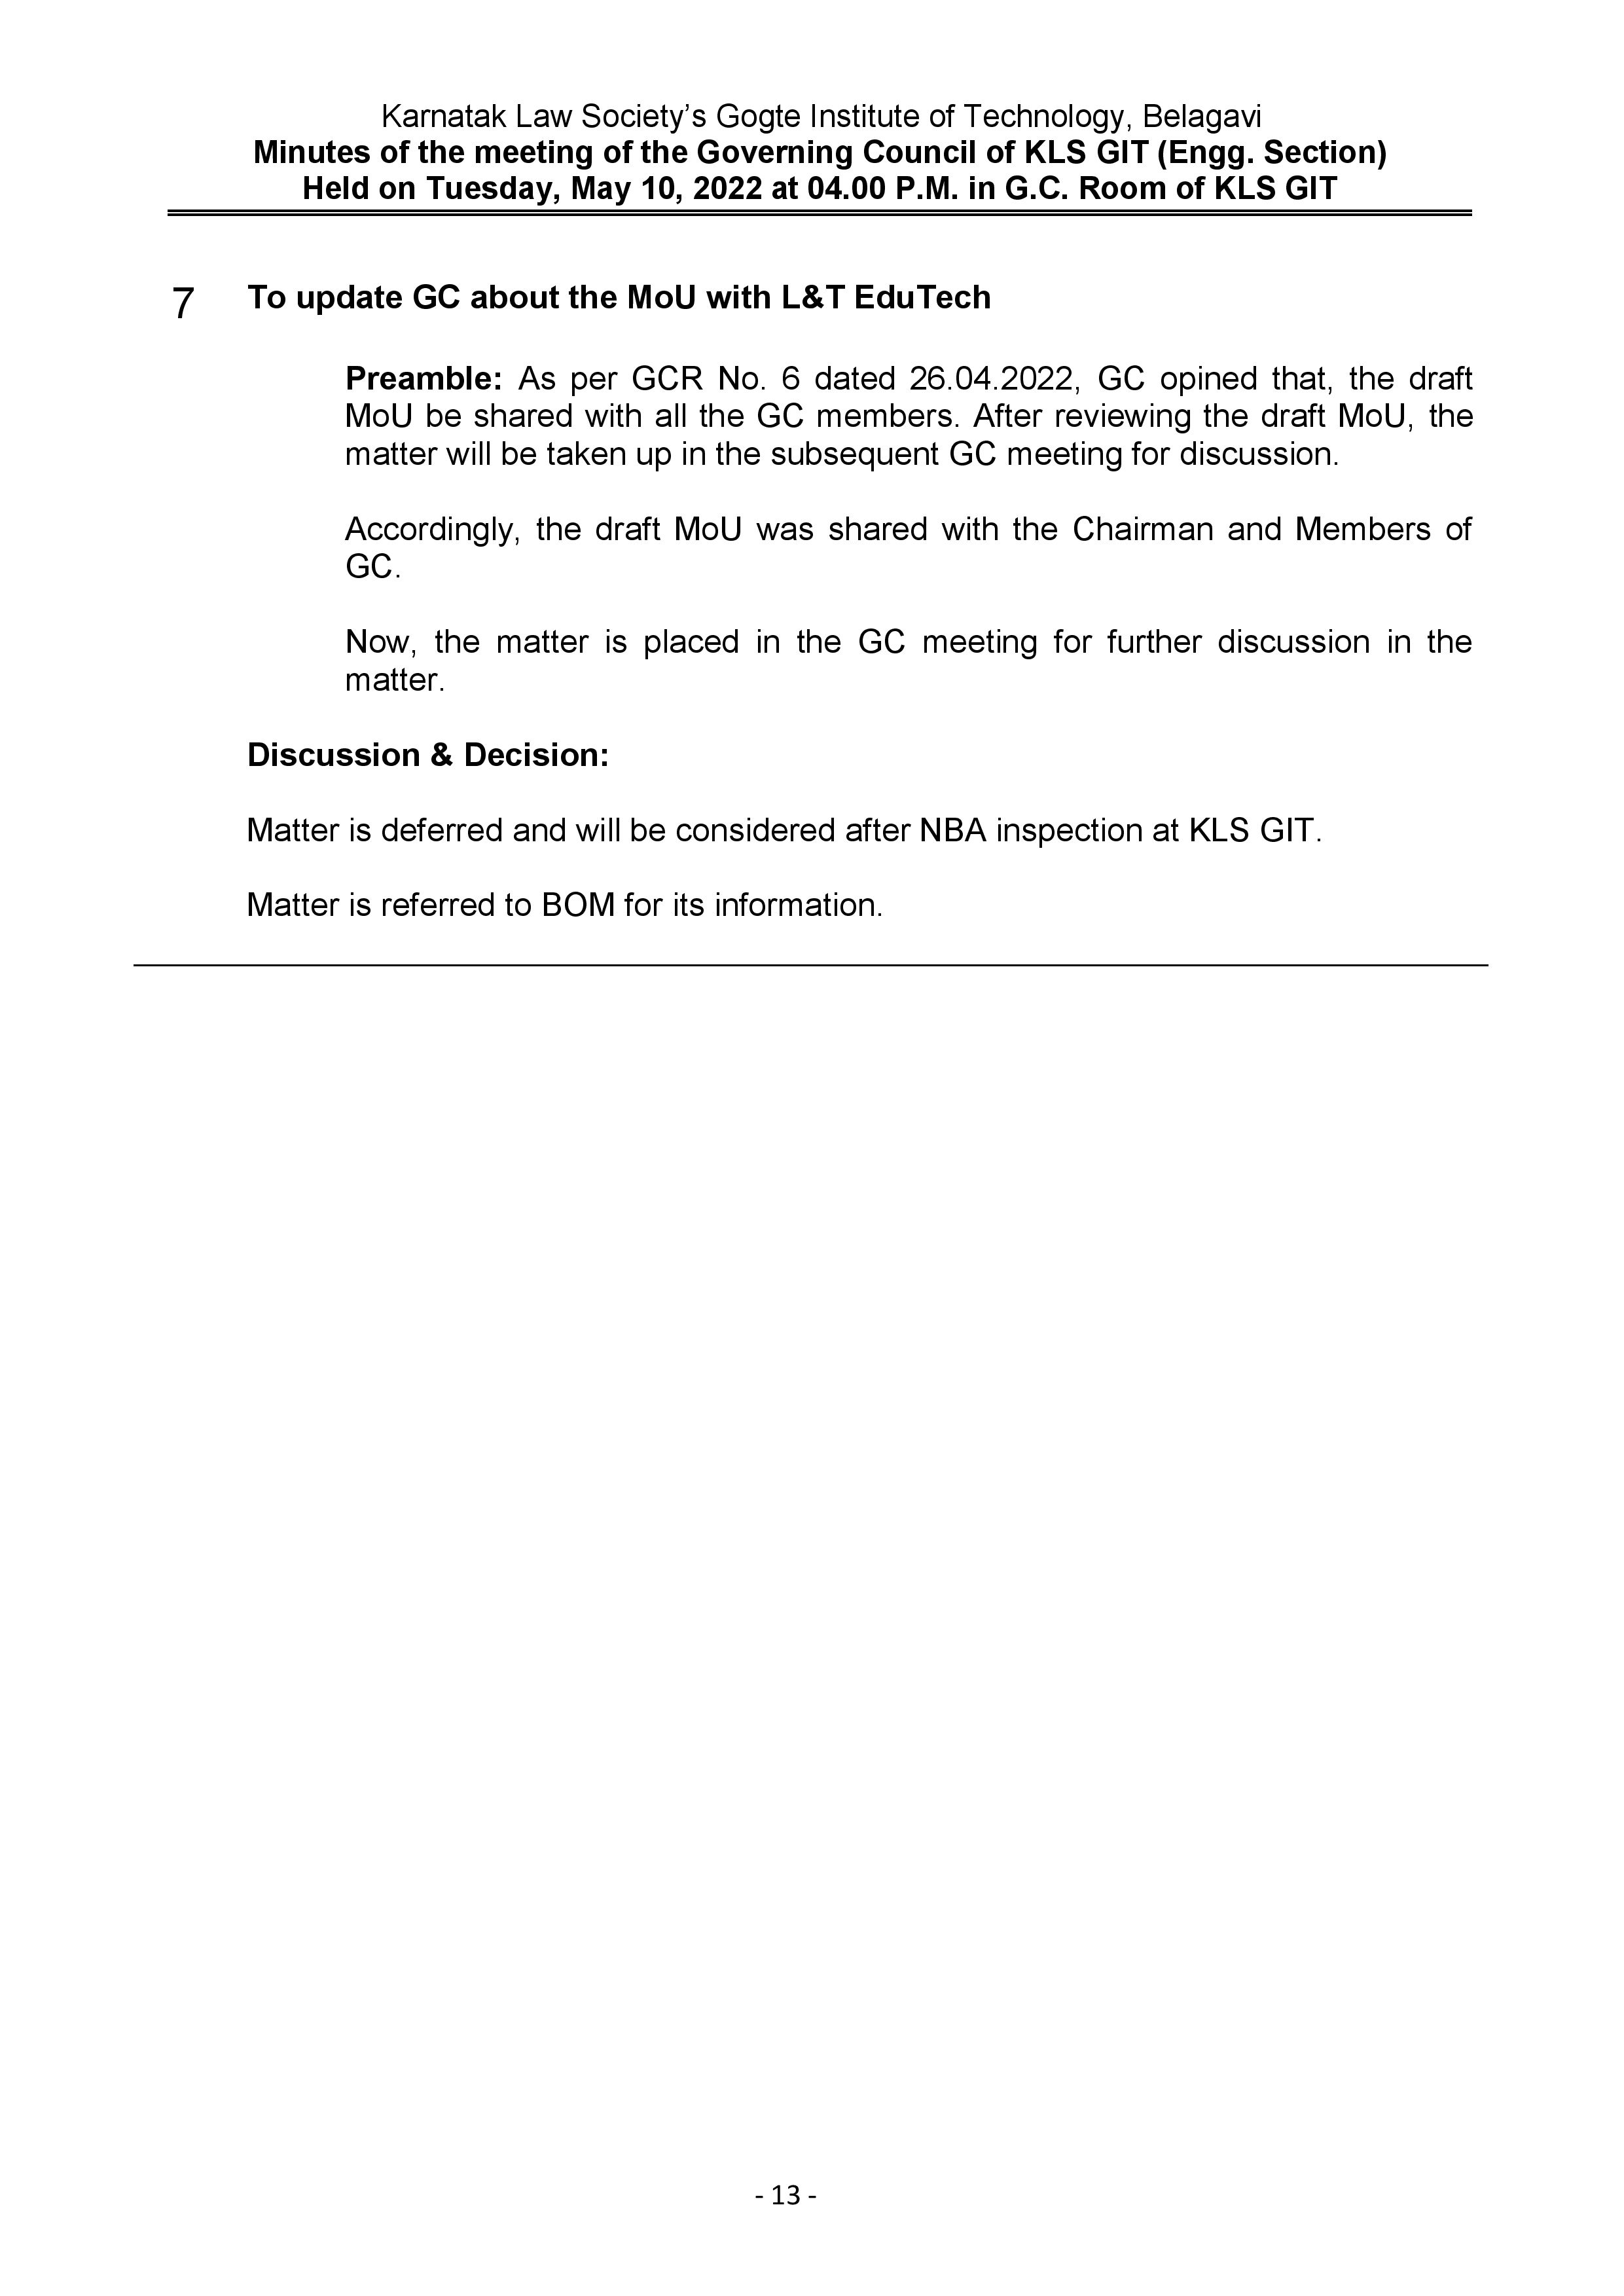 Karnatak Law Society’s Gogte Institute of Technology, Belagavi
Minutes of the meeting of the Governing Council of KLS GIT (Engg. Section)
Held on Tuesday, May 10, 2022 at 04.00 P.M. in G.C. Room of KLS GIT
7 To update GC about the MoU with L&T EduTech
Preamble: As per GCR No. 6 dated 26.04.2022, GC opined that, the draft
MoU be shared with all the GC members. After reviewing the draft MoU, the
matter will be taken up in the subsequent GC meeting for discussion.
Accordingly, the draft MoU was shared with the Chairman and Members of
GC.
Now, the matter is placed in the GC meeting for further discussion in the
matter.
Discussion & Decision:
Matter is deferred and will be considered after NBA inspection at KLS GIT.
Matter is referred to BOM for its information.
- 13 -